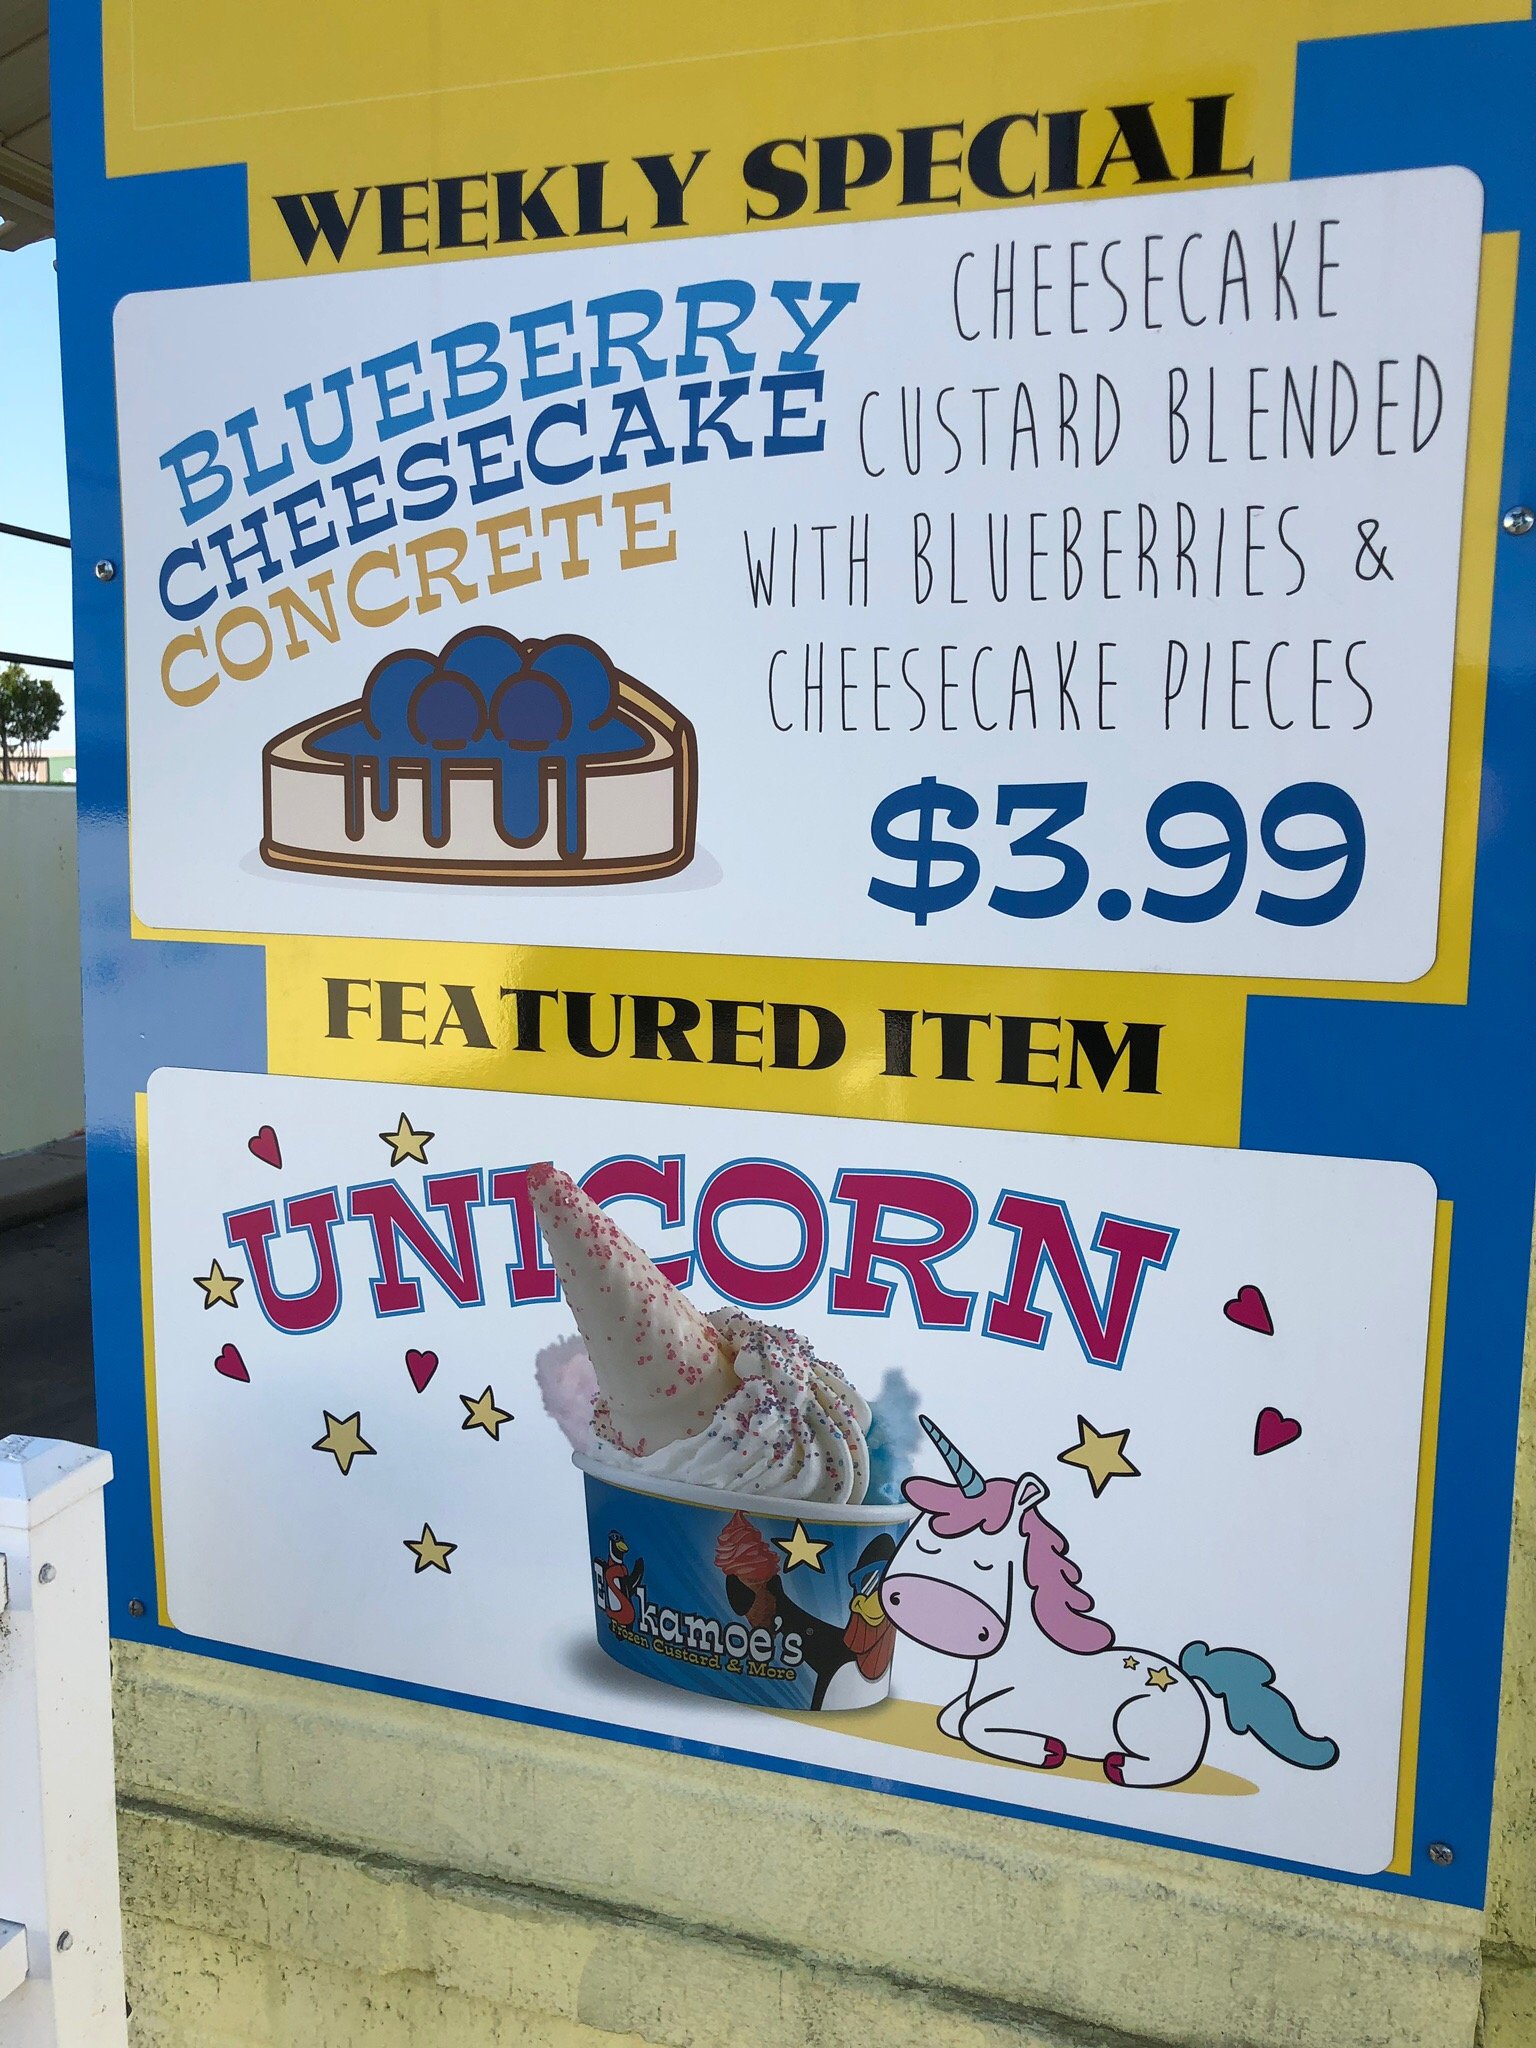 WEEKLY SPECIAL
BLUEBERRY
CHEESECAKE
CONCRETE
CHEESECAKE
CUSTARD BLENDED
WITH BLUEBERRIES &
CHEESECAKE PIECES
$3.99
FEATURED ITEM
UNICORN
ESkamoe's®
Frozen Custard & More